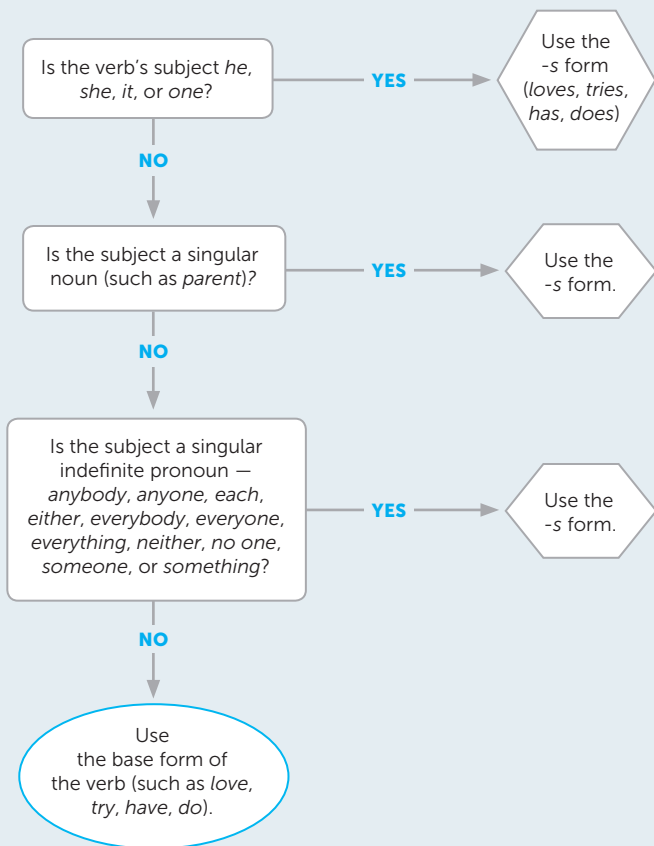 Is the verb's subject he,
she, it, or one?
YES
Use the
-s form
(loves, tries,
has, does)
NO
Is the subject a singular
noun (such as parent)?
YES
Use the
-s form.
NO
Is the subject a singular
indefinite pronoun —
anybody, anyone, each,
either, everybody, everyone,
everything, neither, no one,
someone, or something?
YES
Use the
-s form.
NO
Use
the base form of
the verb (such as love,
try, have, do).